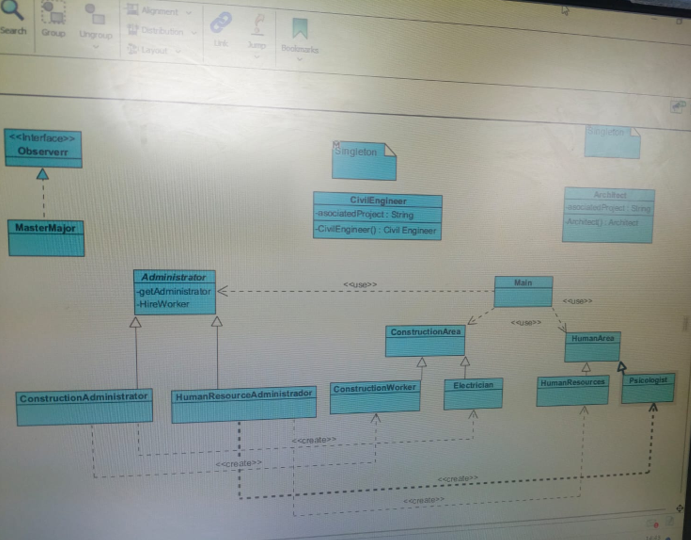 Search
Group
Ungroup
Alignment
Distribution
Layout
Link
Jump
Bookmarks
<<Interface>>
Observerr
MasterMajor
Singleton
CivilEngineer
-asociatedProject : String
-CivilEngineer() : Civil Engineer
Singleton
Architect
-asociatedProject : String
-Architect() : Architect
Administrator
-getAdministrator
-HireWorker
<<use>>
Main
<<use>>
<<use>>
ConstructionArea
HumanArea
ConstructionAdministrator
HumanResourceAdministrador
ConstructionWorker
Electrician
HumanResources
Psicologist
<<create>>
<<create>>
<<create>>
<<create>>